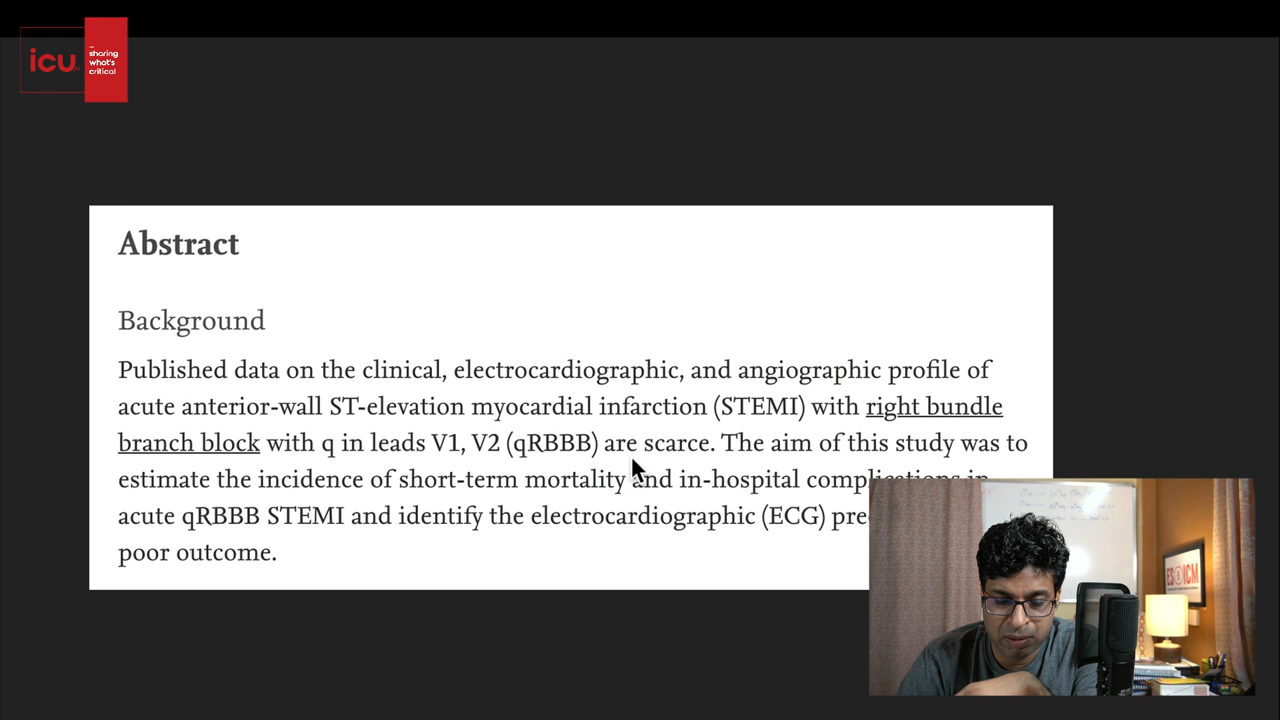 icu
...
sharing
what's
critical
Abstract
Background
Published data on the clinical, electrocardiographic, and angiographic profile of
acute anterior-wall ST-elevation myocardial infarction (STEMI) with right bundle
branch block with q in leads V1, V2 (qRBBB) are scarce. The aim of this study was to
estimate the incidence of short-term mortality and in-hospital complications in
acute qRBBB STEMI and identify the electrocardiographic (ECG)
poor outcome.
ESICM